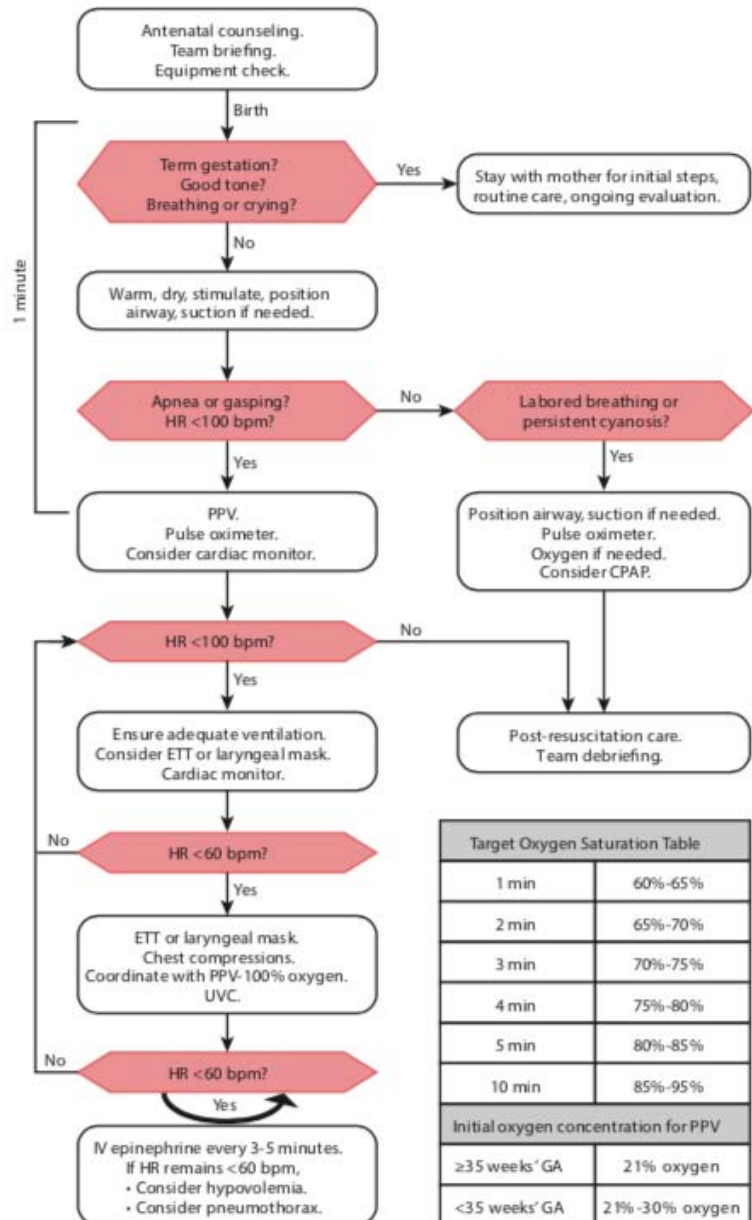 Antenatal counseling.
Team briefing.
Equipment check.
Birth
1 minute
Term gestation?
Good tone?
Breathing or crying?
Yes
Stay with mother for initial steps,
routine care, ongoing evaluation.
No
Warm, dry, stimulate, position
airway, suction if needed.
Apnea or gasping?
HR <100 bpm?
No
Labored breathing or
persistent cyanosis?
Yes
Yes
PPV.
Pulse oximeter.
Consider cardiac monitor.
Position airway, suction if needed.
Pulse oximeter.
Oxygen if needed.
Consider CPAP.
HR <100 bpm?
No
Yes
Ensure adequate ventilation.
Consider ETT or laryngeal mask.
Cardiac monitor.
Post-resuscitation care.
Team debriefing.
No
HR <60 bpm?
Yes
ETT or laryngeal mask.
Chest compressions.
Coordinate with PPV-100% oxygen.
UVC.
No
HR <60 bpm?
Yes
IV epinephrine every 3-5 minutes.
If HR remains <60 bpm,
• Consider hypovolemia.
• Consider pneumothorax.
Target Oxygen Saturation Table
1 min 60%-65%
2 min 65%-70%
3 min 70%-75%
4 min 75%-80%
5 min 80%-85%
10 min 85%-95%
Initial oxygen concentration for PPV
≥35 weeks' GA 21% oxygen
<35 weeks' GA 21%-30% oxygen